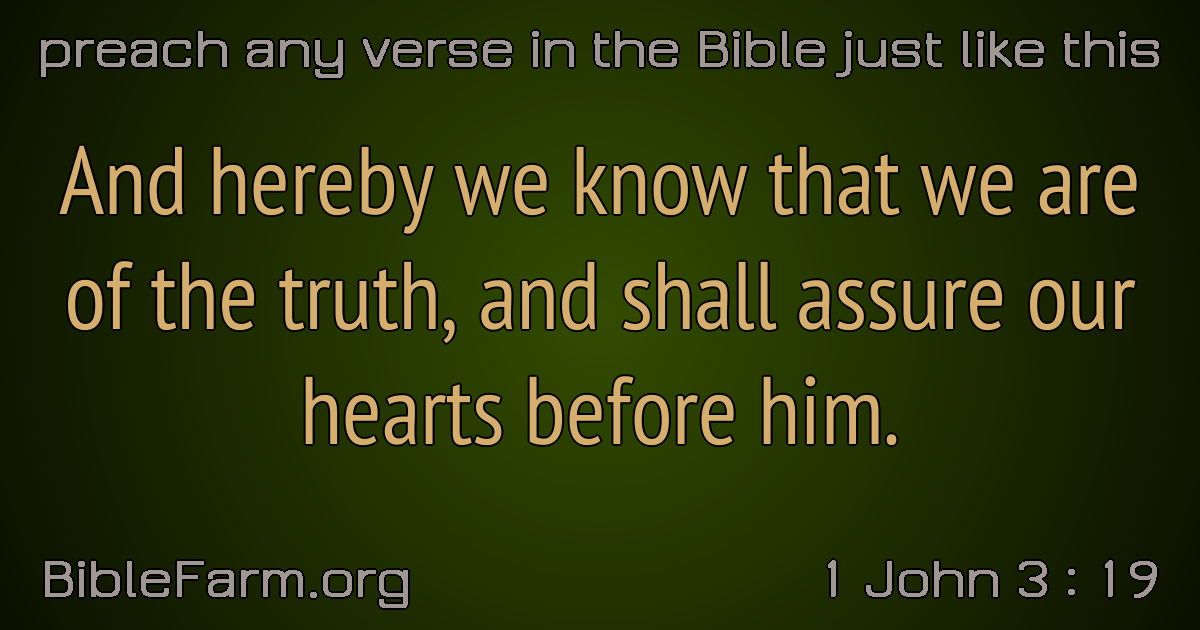 preach any verse in the Bible just like this
And hereby we know that we are
of the truth, and shall assure our
hearts before him.
BibleFarm.org
1 John 3 : 19